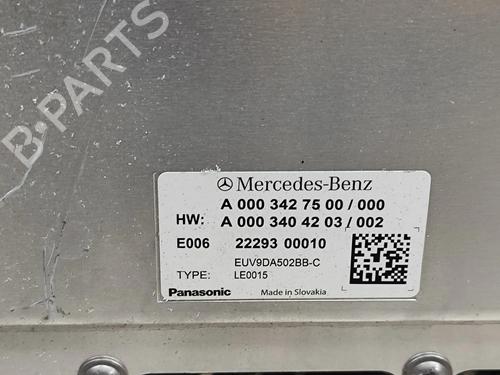 B-PARTS
Mercedes-Benz
A 000 342 75 00 / 000
HW: A 000 340 42 03 / 002
E006 22293 00010
EUV9DA502BB-C
TYPE: LE0015
Panasonic Made in Slovakia